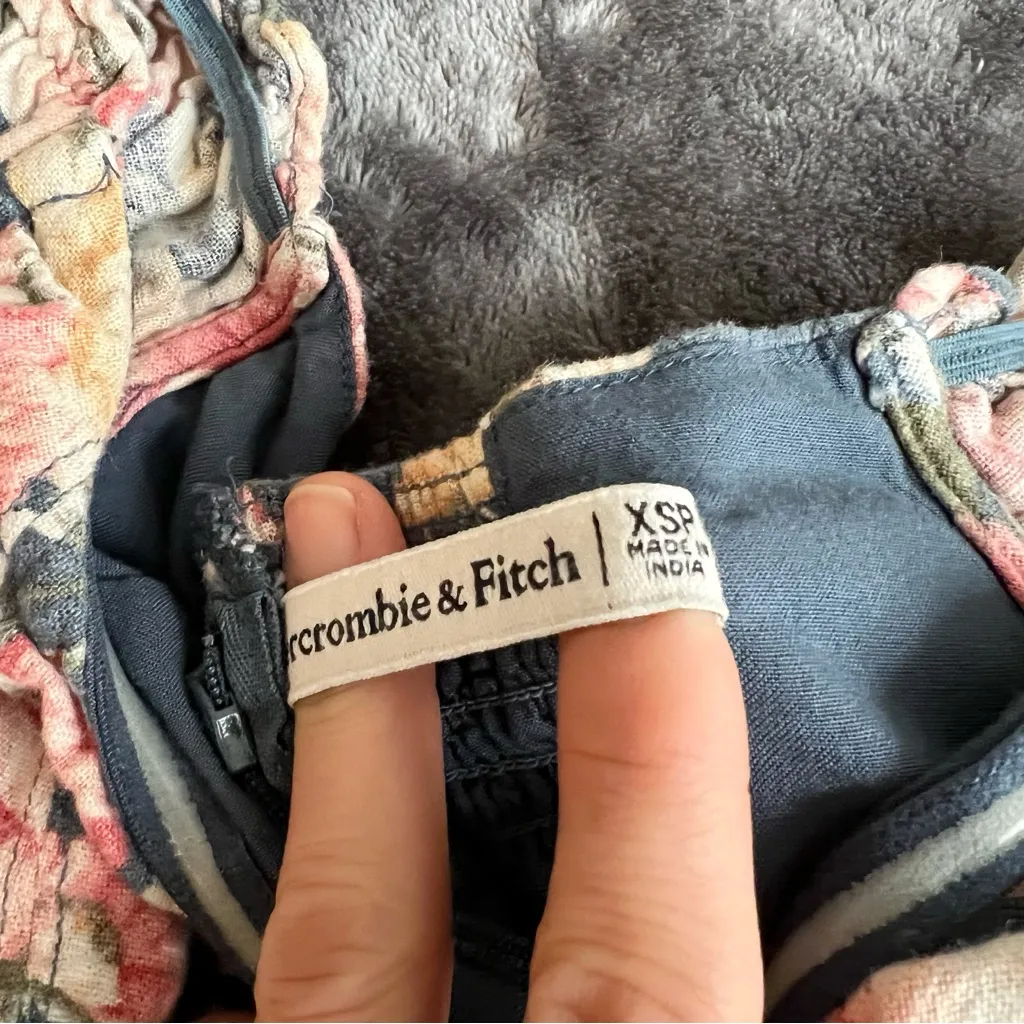 rcrombie & Fitch | XSP
MADE IN
INDIA